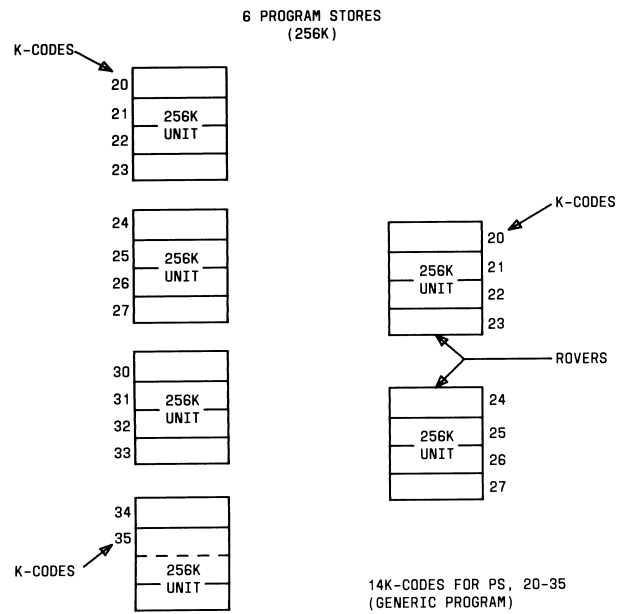 6 PROGRAM STORES
(256K)
K-CODES
20
21
22
23
256K
UNIT
24
25
26
27
256K
UNIT
30
31
32
33
256K
UNIT
34
35
256K
UNIT
K-CODES
K-CODES
20
21
22
23
256K
UNIT
ROVERS
24
25
26
27
256K
UNIT
14K-CODES FOR PS, 20-35
(GENERIC PROGRAM)